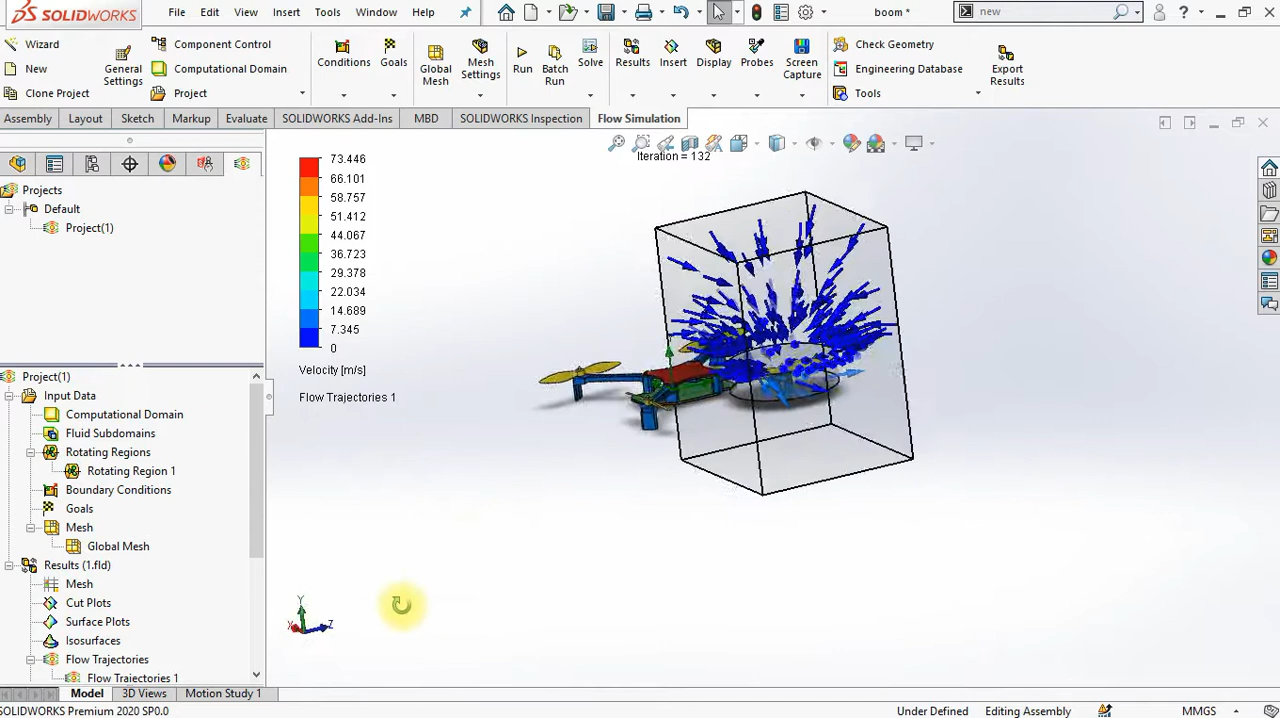 SOLIDWORKS
File
Edit
View
Insert
Tools
Window
Help
boom *
new
Wizard
New
Clone Project
General Settings
Component Control
Computational Domain
Project
Conditions
Goals
Global Mesh
Mesh Settings
Run
Batch Run
Solve
Results
Insert
Display
Probes
Screen Capture
Check Geometry
Engineering Database
Tools
Export Results
Assembly
Layout
Sketch
Markup
Evaluate
SOLIDWORKS Add-Ins
MBD
SOLIDWORKS Inspection
Flow Simulation
Projects
Default
Project(1)
Project(1)
Input Data
Computational Domain
Fluid Subdomains
Rotating Regions
Rotating Region 1
Boundary Conditions
Goals
Mesh
Global Mesh
Results (1.fld)
Mesh
Cut Plots
Surface Plots
Isosurfaces
Flow Trajectories
Flow Trajectories 1
Iteration = 132
73.446
66.101
58.757
51.412
44.067
36.723
29.378
22.034
14.689
7.345
0
Velocity [m/s]
Flow Trajectories 1
Y
X
Z
Model
3D Views
Motion Study 1
SOLIDWORKS Premium 2020 SP0.0
Under Defined
Editing Assembly
MMGS